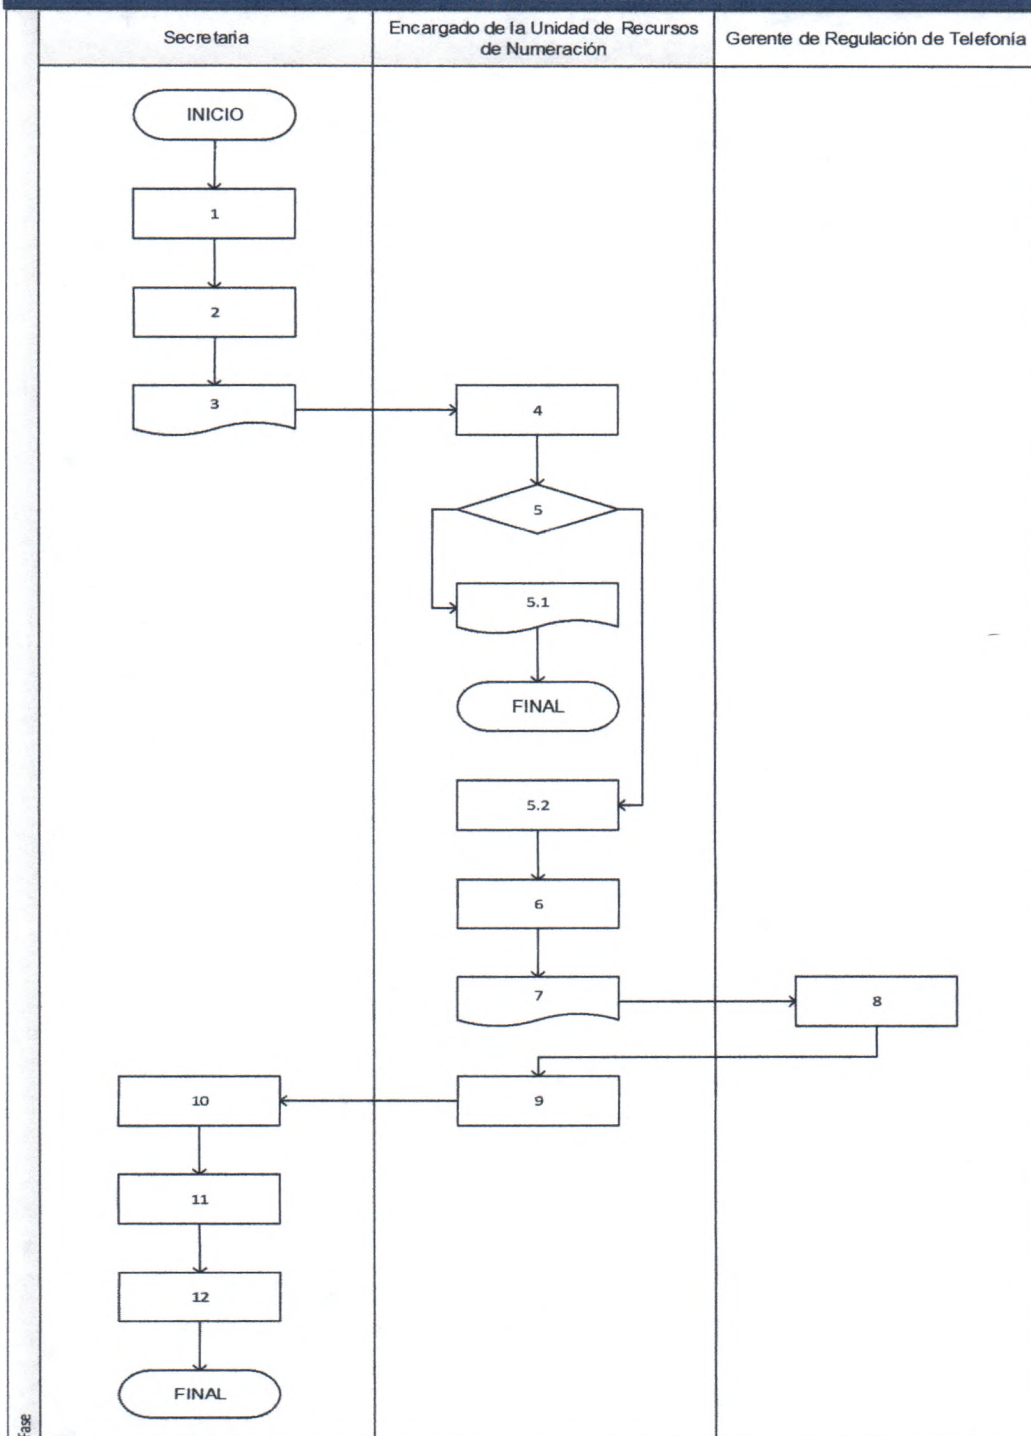 Secretaria
Encargado de la Unidad de Recursos
de Numeración
Gerente de Regulación de Telefonía
INICIO
1
2
3
4
5
5.1
FINAL
5.2
6
7
8
9
10
11
12
FINAL
Fase